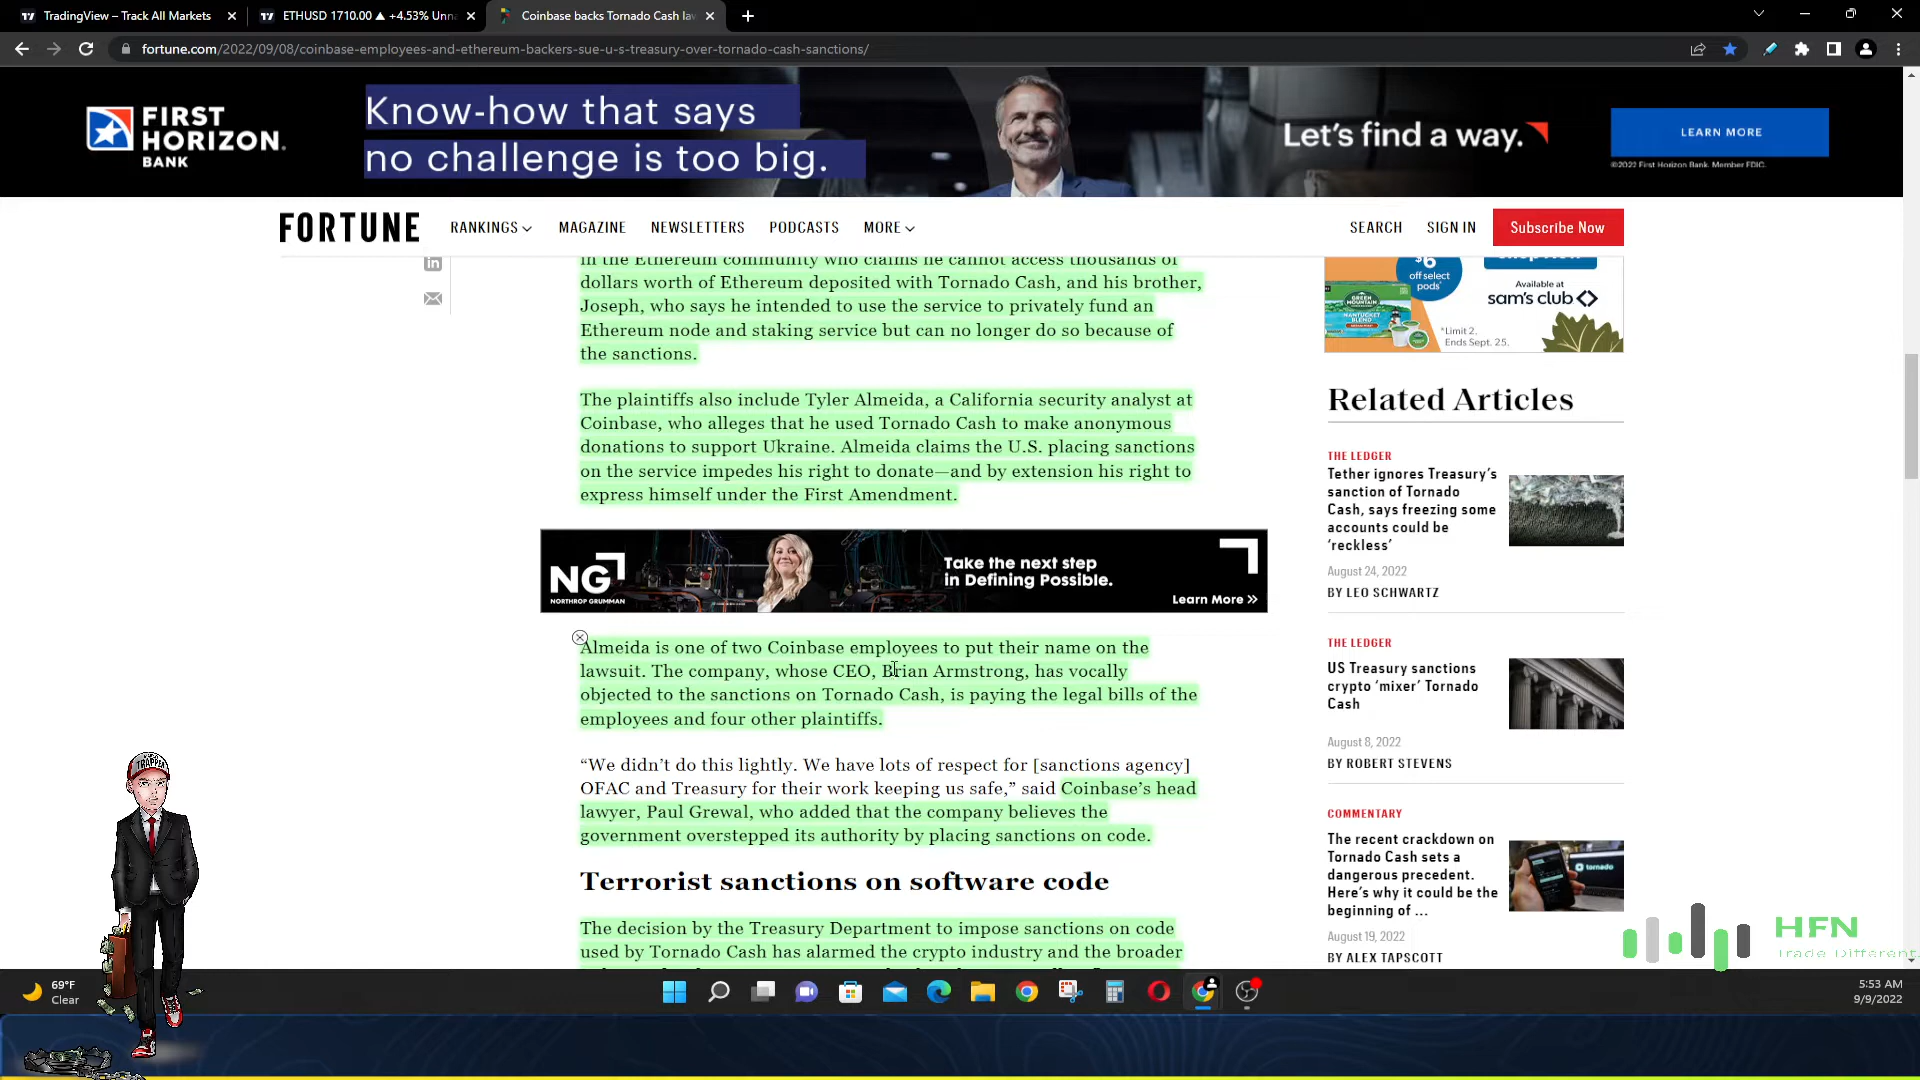 TradingView – Track All Markets
ETHUSD 1710.00 ▲ +4.53% Unna
Coinbase backs Tornado Cash law
fortune.com/2022/09/08/coinbase-employees-and-ethereum-backers-sue-u-s-treasury-over-tornado-cash-sanctions/
FIRST
HORIZON
BANK
Know-how that says
no challenge is too big.
Let's find a way.
LEARN MORE
©2022 First Horizon Bank. Member FDIC.
FORTUNE
RANKINGS
MAGAZINE
NEWSLETTERS
PODCASTS
MORE
SEARCH
SIGN IN
Subscribe Now
in the Ethereum community who claims he cannot access thousands of
dollars worth of Ethereum deposited with Tornado Cash, and his brother,
Joseph, who says he intended to use the service to privately fund an
Ethereum node and staking service but can no longer do so because of
the sanctions.
The plaintiffs also include Tyler Almeida, a California security analyst at
Coinbase, who alleges that he used Tornado Cash to make anonymous
donations to support Ukraine. Almeida claims the U.S. placing sanctions
on the service impedes his right to donate—and by extension his right to
express himself under the First Amendment.
NG
NORTHROP GRUMMAN
Take the next step
in Defining Possible.
Learn More
Almeida is one of two Coinbase employees to put their name on the
lawsuit. The company, whose CEO, Brian Armstrong, has vocally
objected to the sanctions on Tornado Cash, is paying the legal bills of the
employees and four other plaintiffs.
“We didn’t do this lightly. We have lots of respect for [sanctions agency]
OFAC and Treasury for their work keeping us safe,” said Coinbase’s head
lawyer, Paul Grewal, who added that the company believes the
government overstepped its authority by placing sanctions on code.
Terrorist sanctions on software code
The decision by the Treasury Department to impose sanctions on code
used by Tornado Cash has alarmed the crypto industry and the broader
$6
off select
pods
GREEN
MOUNTAIN
NANTUCKET
BLEND
Available at
sam's club
*Limit 2.
Ends Sept. 25.
Related Articles
THE LEDGER
Tether ignores Treasury’s
sanction of Tornado
Cash, says freezing some
accounts could be
‘reckless’
August 24, 2022
BY LEO SCHWARTZ
THE LEDGER
US Treasury sanctions
crypto ‘mixer’ Tornado
Cash
August 8, 2022
BY ROBERT STEVENS
COMMENTARY
The recent crackdown on
Tornado Cash sets a
dangerous precedent.
Here’s why it could be the
beginning of ...
tornado
August 19, 2022
BY ALEX TAPSCOTT
TRAPPER
HFN
Trade Different
69°F
Clear
5:53 AM
9/9/2022